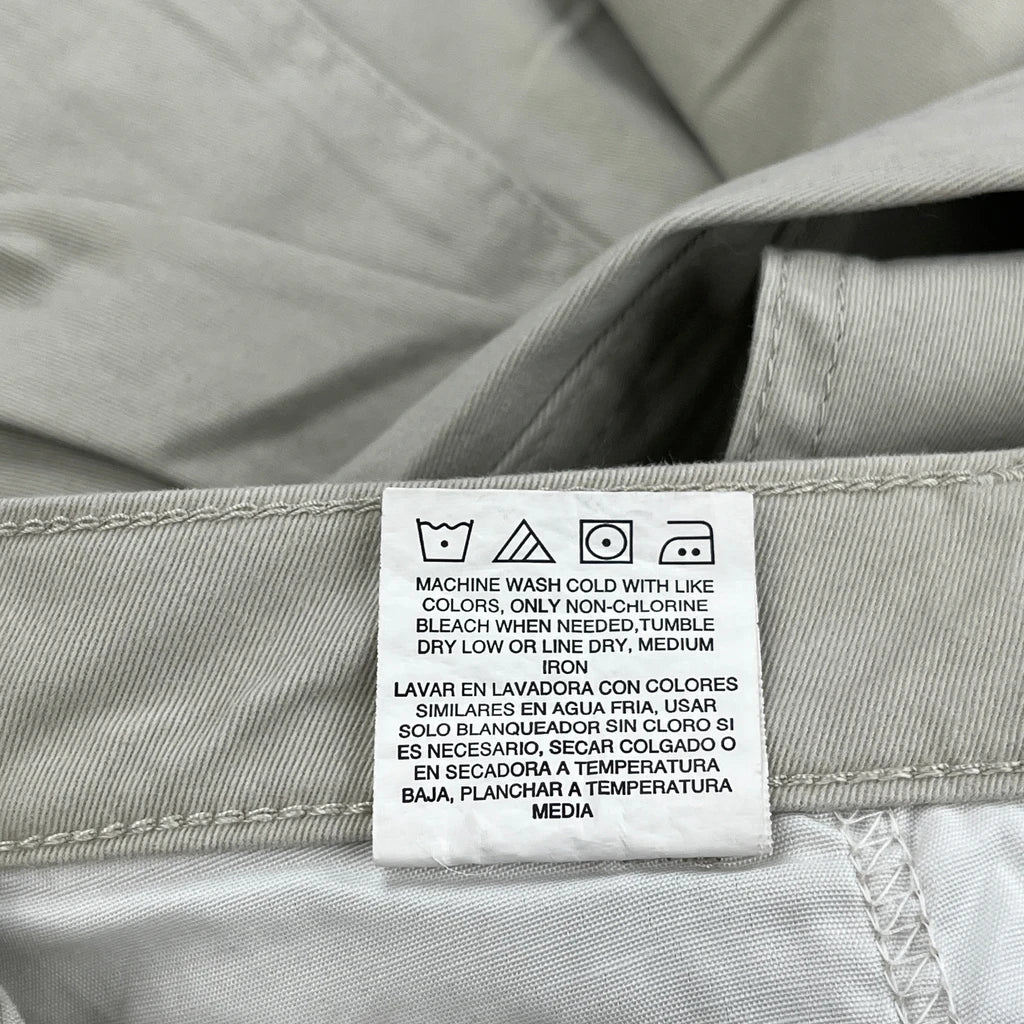 MACHINE WASH COLD WITH LIKE
COLORS, ONLY NON-CHLORINE
BLEACH WHEN NEEDED,TUMBLE
DRY LOW OR LINE DRY, MEDIUM
IRON
LAVAR EN LAVADORA CON COLORES
SIMILARES EN AGUA FRIA, USAR
SOLO BLANQUEADOR SIN CLORO SI
ES NECESARIO, SECAR COLGADO O
EN SECADORA A TEMPERATURA
BAJA, PLANCHAR A TEMPERATURA
MEDIA